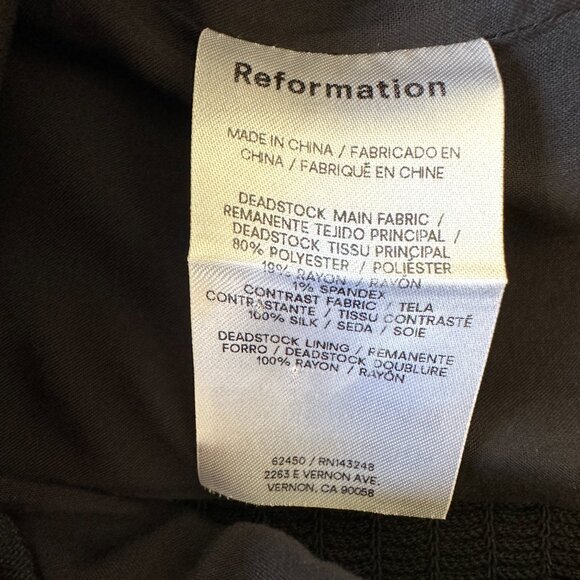 Reformation
MADE IN CHINA / FABRICADO EN
CHINA / FABRIQUÉ EN CHINE
DEADSTOCK MAIN FABRIC /
REMANENTE TEJIDO PRINCIPAL /
DEADSTOCK TISSU PRINCIPAL
80% POLYESTER / POLIÉSTER
19% RAYON / RAYÓN
1% SPANDEX
CONTRAST FABRIC / TELA
CONTRASTANTE / TISSU CONTRASTÉ
100% SILK / SEDA / SOIE
DEADSTOCK LINING / REMANENTE
FORRO / DEADSTOCK DOUBLURE
100% RAYON / RAYÓN
62450 / RN143248
2263 E VERNON AVE.
VERNON, CA 90058